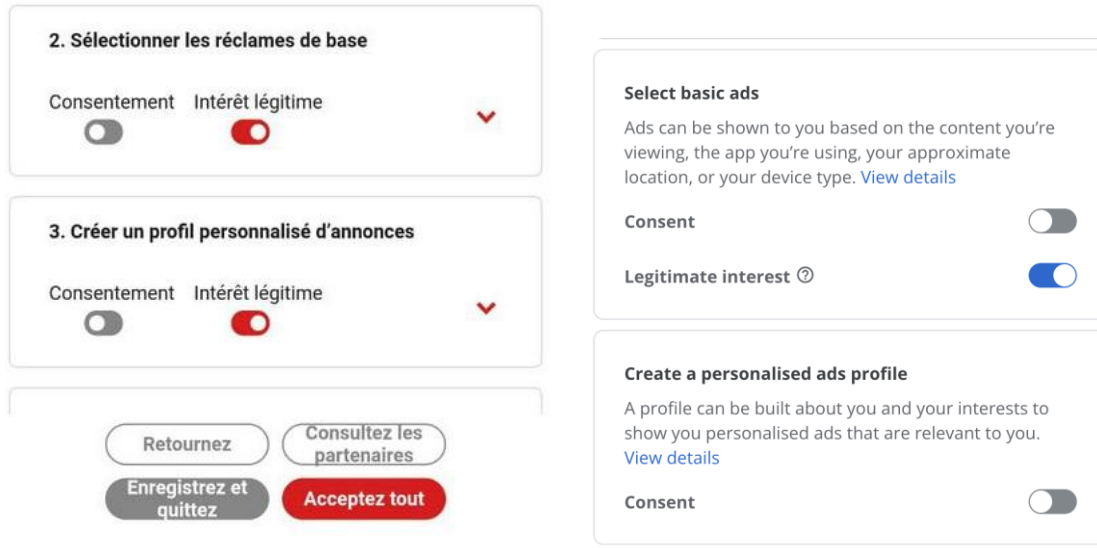 2. Sélectionner les réclames de base
Consentement Intérêt légitime
3. Créer un profil personnalisé d'annonces
Consentement Intérêt légitime
Retournez
Consultez les
partenaires
Enregistrez et
quittez
Acceptez tout
Select basic ads
Ads can be shown to you based on the content you're
viewing, the app you're using, your approximate
location, or your device type. View details
Consent
Legitimate interest ?
Create a personalised ads profile
A profile can be built about you and your interests to
show you personalised ads that are relevant to you.
View details
Consent